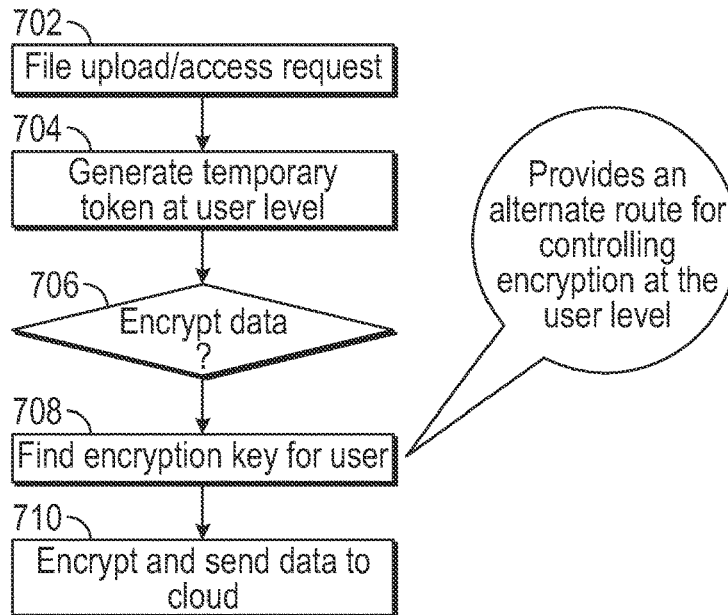 702
File upload/access request
704
Generate temporary
token at user level
706
Encrypt data
?
708
Find encryption key for user
710
Encrypt and send data to
cloud
Provides an
alternate route for
controlling
encryption at the
user level